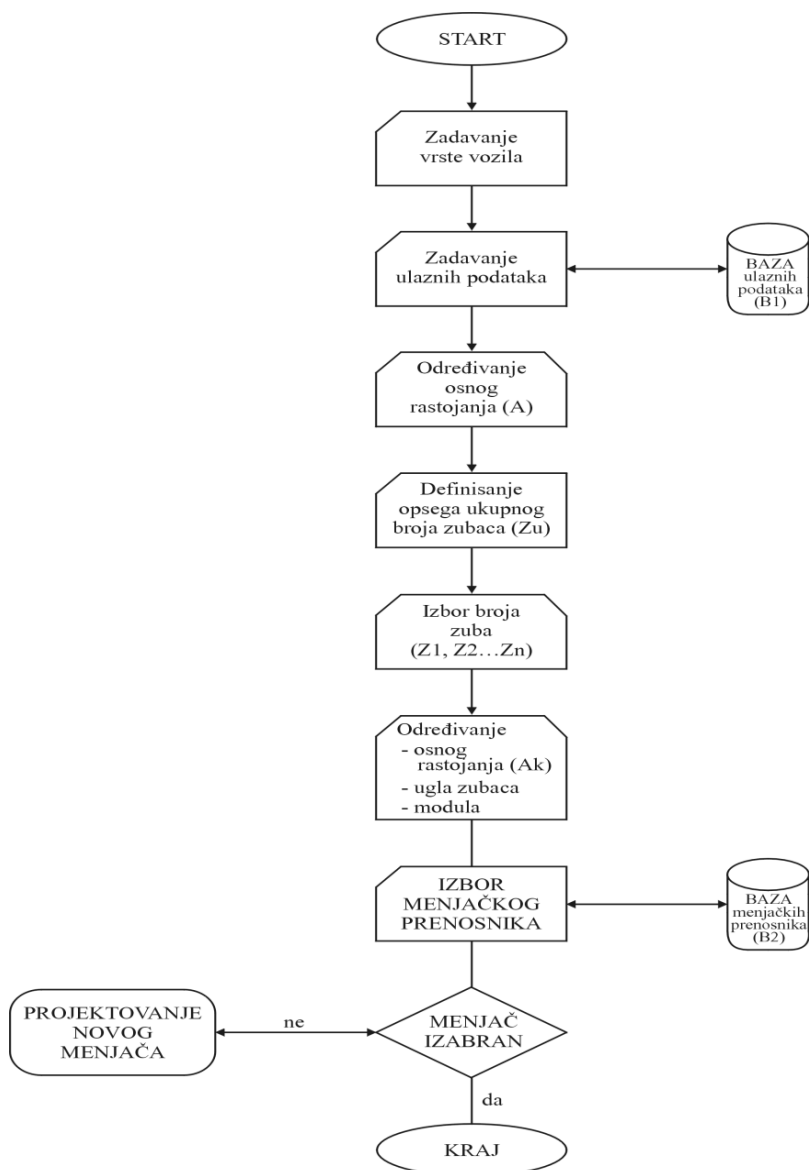 START
Zadavanje
vrste vozila
Zadavanje
ulaznih podataka
BAZA
ulaznih
podataka
(B1)
Određivanje
osnog
rastojanja (A)
Definisanje
opsega ukupnog
broja zubaca (Zu)
Izbor broja
zuba
(Z1, Z2…Zn)
Određivanje
- osnog
rastojanja (Ak)
- ugla zubaca
- modula
IZBOR
MENJAČKOG
PRENOSNIKA
BAZA
menjačkih
prenosnika
(B2)
PROJEKTOVANJE
NOVOG
MENJAČA
ne
MENJAČ
IZABRAN
da
KRAJ